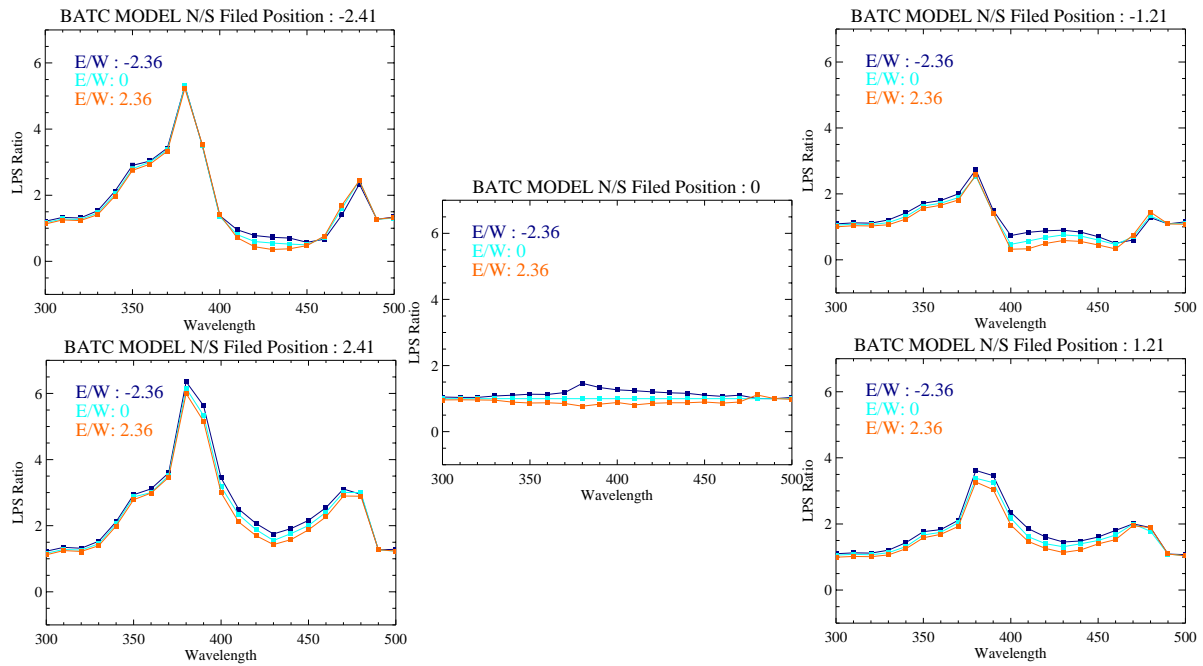 BATC MODEL N/S Filed Position : -2.41
E/W : -2.36
E/W: 0
E/W: 2.36
LPS Ratio
6
4
2
0
300
350
400
450
500
Wavelength
BATC MODEL N/S Filed Position : 2.41
E/W : -2.36
E/W: 0
E/W: 2.36
LPS Ratio
6
4
2
0
300
350
400
450
500
Wavelength
BATC MODEL N/S Filed Position : 0
E/W : -2.36
E/W: 0
E/W: 2.36
LPS Ratio
6
4
2
0
300
350
400
450
500
Wavelength
BATC MODEL N/S Filed Position : -1.21
E/W : -2.36
E/W: 0
E/W: 2.36
LPS Ratio
6
4
2
0
300
350
400
450
500
Wavelength
BATC MODEL N/S Filed Position : 1.21
E/W : -2.36
E/W: 0
E/W: 2.36
LPS Ratio
6
4
2
0
300
350
400
450
500
Wavelength